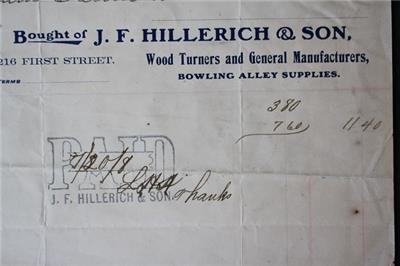 Bought of J. F. HILLERICH & SON,
216 FIRST STREET.
Wood Turners and General Manufacturers,
TERMS
BOWLING ALLEY SUPPLIES.
380
760 1140
PAID
J. F. HILLERICH & SON
Thanks